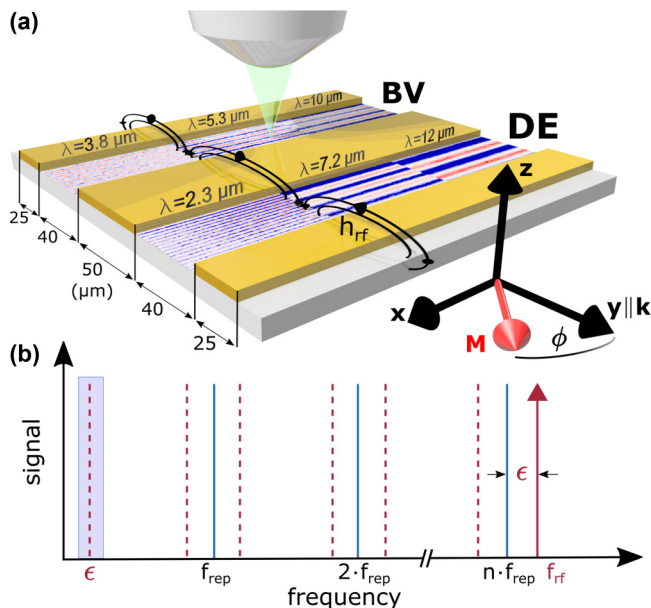 (a)
BV
DE
λ=3.8 µm
λ=5.3 µm
λ=10 µm
λ=2.3 µm
λ=7.2 µm
λ=12 µm
h_rf
25
40
50
(µm)
40
25
z
x
y||k
M
ϕ
(b)
signal
ϵ
ϵ
f_rep
2·f_rep
n·f_rep
f_rf
frequency